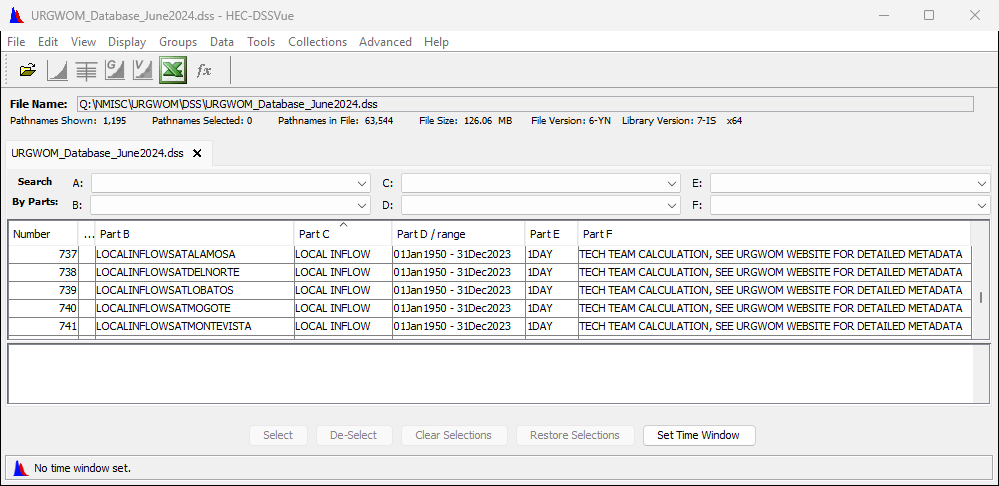 URGWOM_Database_June2024.dss - HEC-DSSVue
File Edit View Display Groups Data Tools Collections Advanced Help
G V fx
File Name: Q:\NMISC\URGWOM\DSS\URGWOM_Database_June2024.dss
Pathnames Shown: 1,195 Pathnames Selected: 0 Pathnames in File: 63,544 File Size: 126.06 MB File Version: 6-YN Library Version: 7-IS x64
URGWOM_Database_June2024.dss
Search A: C: E:
By Parts: B: D: F:
Number ... Part B Part C Part D / range Part E Part F
737 LOCALINFLOWSATALAMOSA LOCAL INFLOW 01Jan1950 - 31Dec2023 1DAY TECH TEAM CALCULATION, SEE URGWOM WEBSITE FOR DETAILED METADATA
738 LOCALINFLOWSATDELNORTE LOCAL INFLOW 01Jan1950 - 31Dec2023 1DAY TECH TEAM CALCULATION, SEE URGWOM WEBSITE FOR DETAILED METADATA
739 LOCALINFLOWSATLOBATOS LOCAL INFLOW 01Jan1950 - 31Dec2023 1DAY TECH TEAM CALCULATION, SEE URGWOM WEBSITE FOR DETAILED METADATA
740 LOCALINFLOWSATMOGOTE LOCAL INFLOW 01Jan1950 - 31Dec2023 1DAY TECH TEAM CALCULATION, SEE URGWOM WEBSITE FOR DETAILED METADATA
741 LOCALINFLOWSATMONTEVISTA LOCAL INFLOW 01Jan1950 - 31Dec2023 1DAY TECH TEAM CALCULATION, SEE URGWOM WEBSITE FOR DETAILED METADATA
Select De-Select Clear Selections Restore Selections Set Time Window
No time window set.